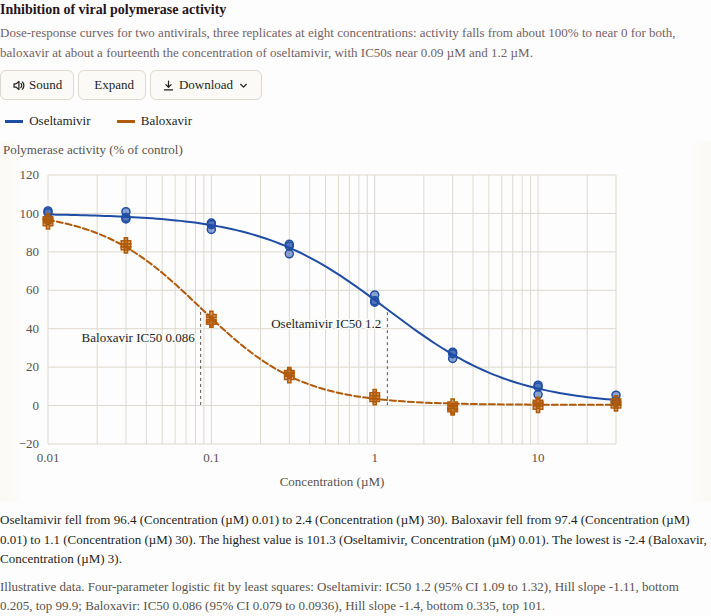 Inhibition of viral polymerase activity
Dose-response curves for two antivirals, three replicates at eight concentrations: activity falls from about 100% to near 0 for both,
baloxavir at about a fourteenth the concentration of oseltamivir, with IC50s near 0.09 µM and 1.2 µM.
Sound Expand Download
Oseltamivir Baloxavir
Polymerase activity (% of control)
120
100
80
60
40
20
0
−20
Baloxavir IC50 0.086
Oseltamivir IC50 1.2
0.01 0.1 1 10
Concentration (µM)
Oseltamivir fell from 96.4 (Concentration (µM) 0.01) to 2.4 (Concentration (µM) 30). Baloxavir fell from 97.4 (Concentration (µM)
0.01) to 1.1 (Concentration (µM) 30). The highest value is 101.3 (Oseltamivir, Concentration (µM) 0.01). The lowest is -2.4 (Baloxavir,
Concentration (µM) 3).
Illustrative data. Four-parameter logistic fit by least squares: Oseltamivir: IC50 1.2 (95% CI 1.09 to 1.32), Hill slope -1.11, bottom
0.205, top 99.9; Baloxavir: IC50 0.086 (95% CI 0.079 to 0.0936), Hill slope -1.4, bottom 0.335, top 101.